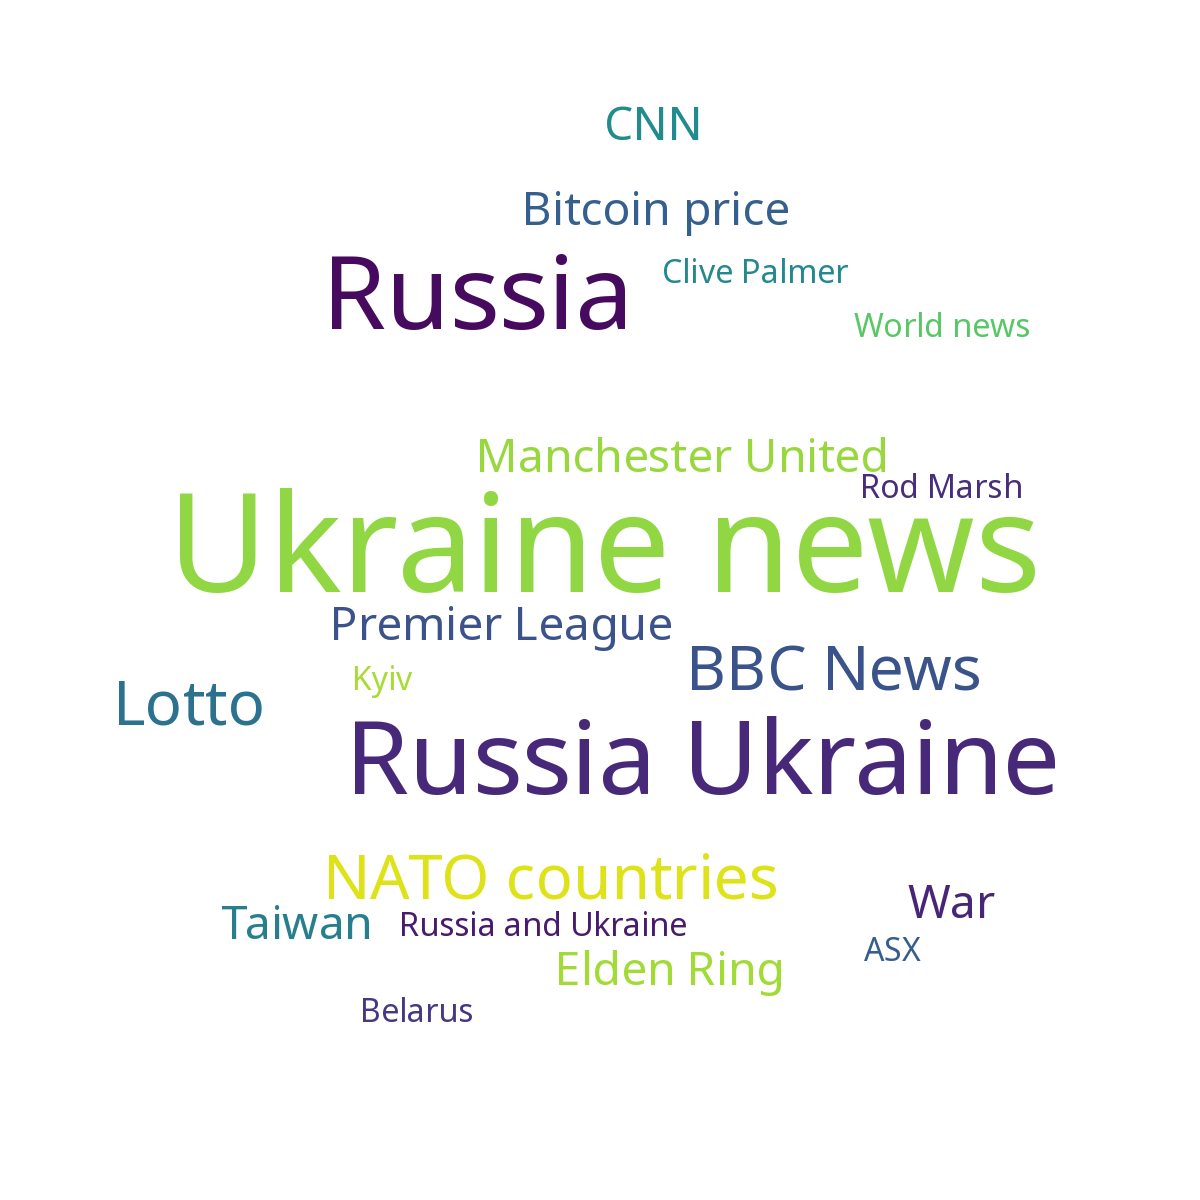 CNN
Bitcoin price
Russia
Clive Palmer
World news
Manchester United
Rod Marsh
Ukraine news
Premier League
BBC News
Kyiv
Lotto
Russia Ukraine
NATO countries
War
Taiwan
Russia and Ukraine
ASX
Elden Ring
Belarus